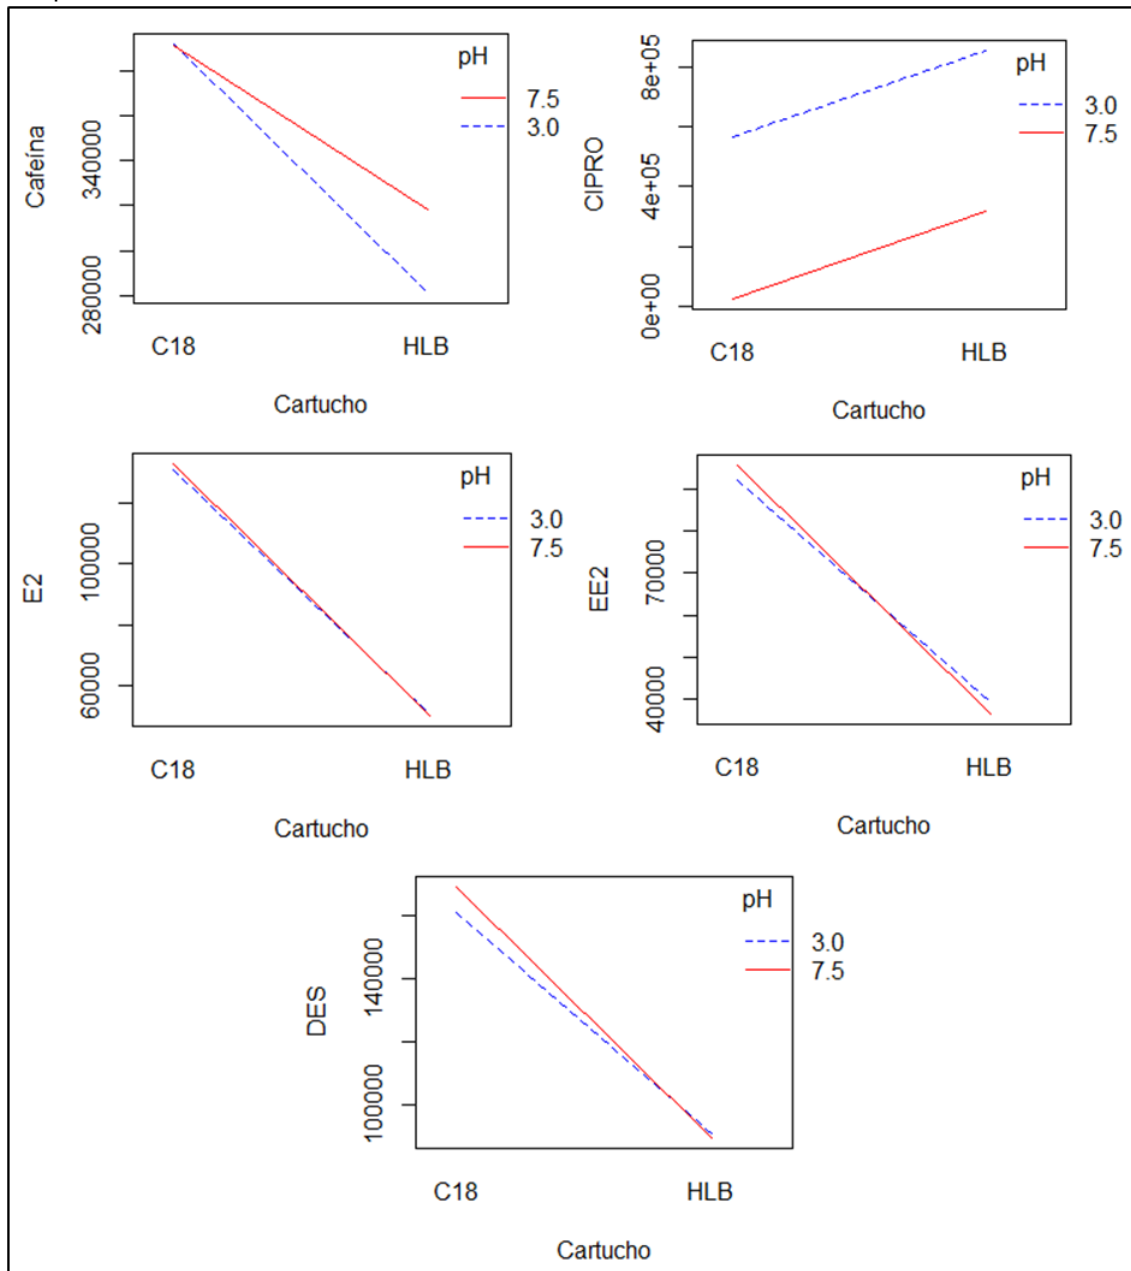 pH
7.5
3.0
Cafeína
340000
280000
C18 HLB
Cartucho
pH
3.0
7.5
CIPRO
8e+05
4e+05
0e+00
C18 HLB
Cartucho
pH
3.0
7.5
E2
100000
60000
C18 HLB
Cartucho
pH
3.0
7.5
EE2
70000
40000
C18 HLB
Cartucho
pH
3.0
7.5
DES
140000
100000
C18 HLB
Cartucho